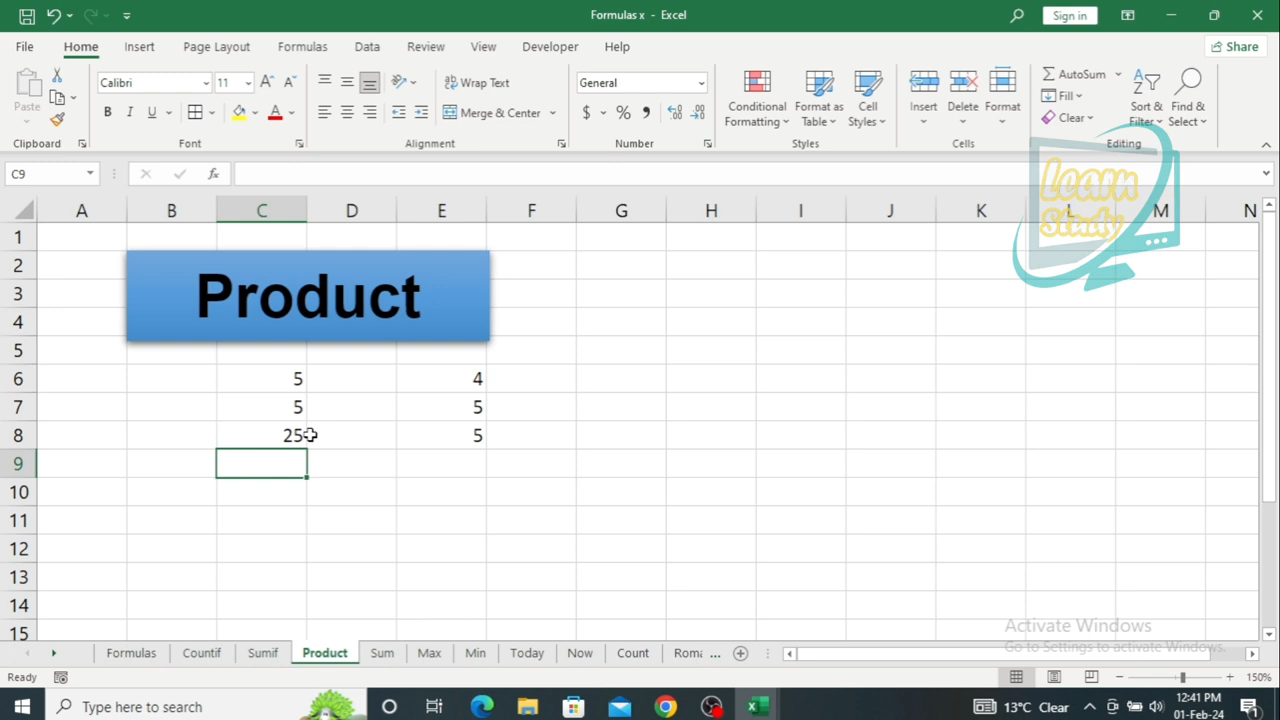 Formulas x - Excel
Sign in
File Home Insert Page Layout Formulas Data Review View Developer Help Share
Paste Calibri 11 Wrap Text General Conditional Formatting Format as Table Cell Styles Insert Delete Format AutoSum Fill Clear Sort & Filter Find & Select
B I U Merge & Center $ %
Clipboard Font Alignment Number Styles Cells Editing
C9 fx
Learn
Study
A B C D E F G H I J K L M N
1
2
Product
3
4
5
6 5 4
7 5 5
8 25 5
9
10
11
12
13
14
15
Activate Windows
Go to Settings to activate Windows.
Formulas Countif Sumif Product Sum Max Min Today Now Count Roma ...
Ready 150%
Type here to search 13°C Clear 12:41 PM
01-Feb-24